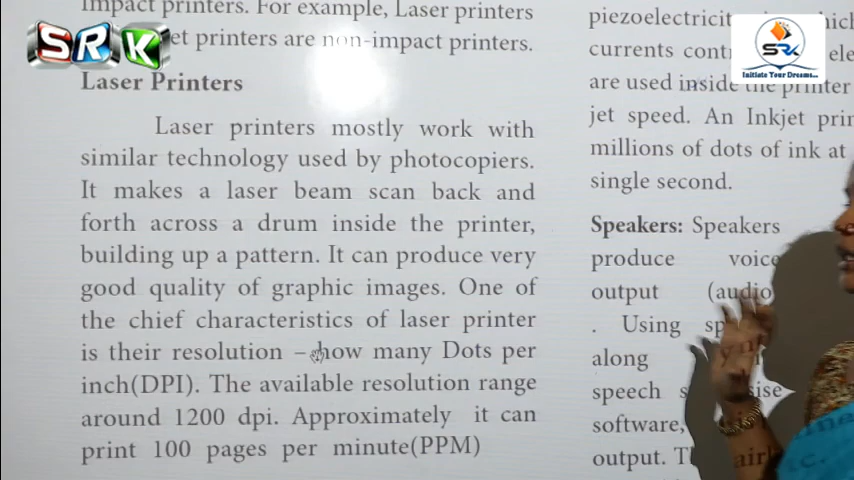 SRK
impact printers. For example, Laser printers
et printers are non-impact printers.
Laser Printers
Laser printers mostly work with
similar technology used by photocopiers.
It makes a laser beam scan back and
forth across a drum inside the printer,
building up a pattern. It can produce very
good quality of graphic images. One of
the chief characteristics of laser printer
is their resolution – how many Dots per
inch(DPI). The available resolution range
around 1200 dpi. Approximately it can
print 100 pages per minute(PPM)
piezoelectricit
currents cont
are used inside the printer
jet speed. An Inkjet prin
millions of dots of ink at
single second.
Speakers: Speakers
produce voice
output (audio
. Using sp
along
speech
software,
output. T
SRK
Initiate Your Dreams...